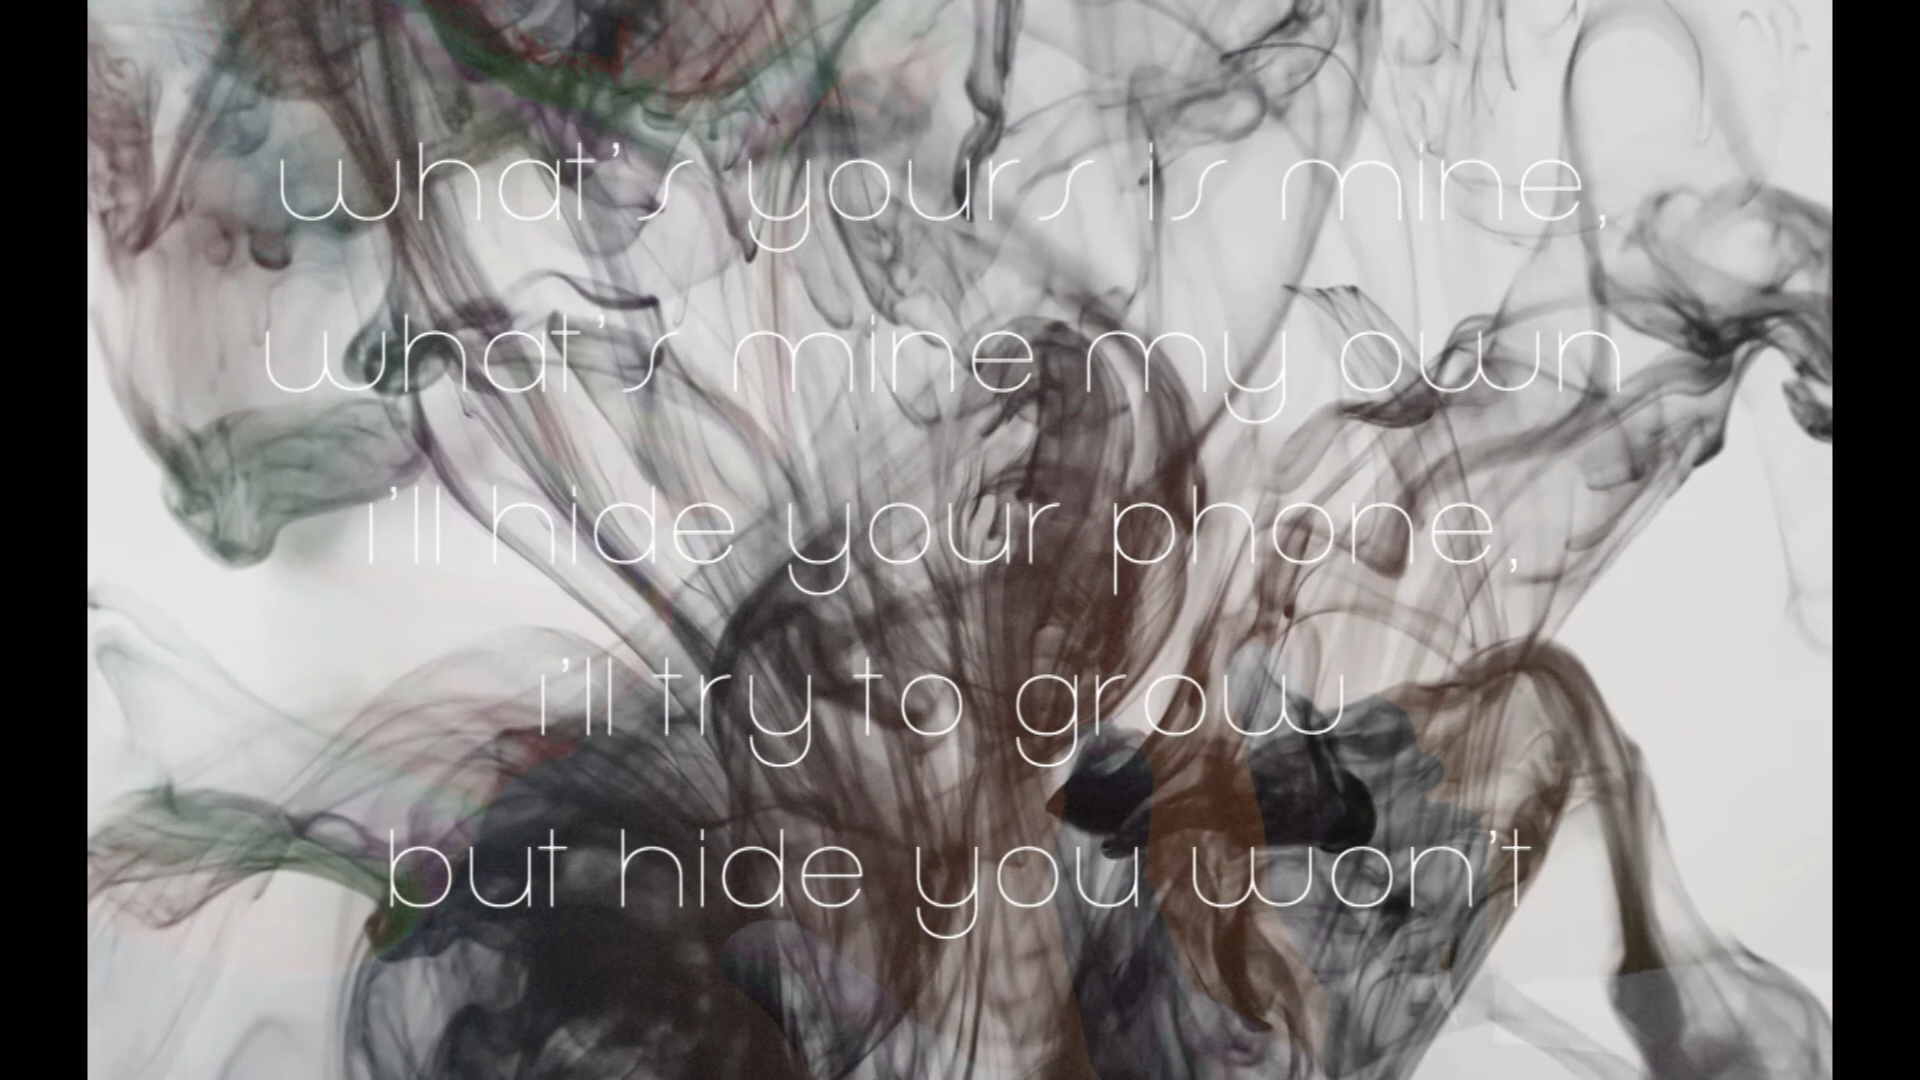 what's yours is mine,
what's mine my own
i'll hide your phone,
i'll try to grow
but hide you won't